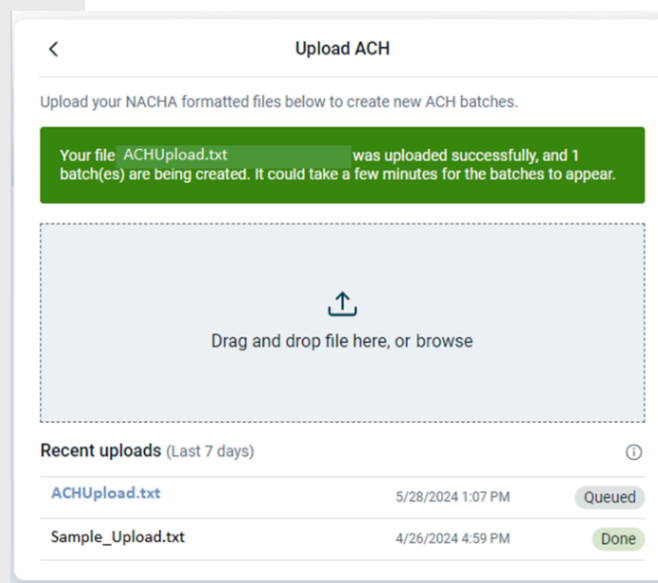 Upload ACH
Upload your NACHA formatted files below to create new ACH batches.
Your file ACHUpload.txt was uploaded successfully, and 1
batch(es) are being created. It could take a few minutes for the batches to appear.
Drag and drop file here, or browse
Recent uploads (Last 7 days)
ACHUpload.txt 5/28/2024 1:07 PM Queued
Sample_Upload.txt 4/26/2024 4:59 PM Done